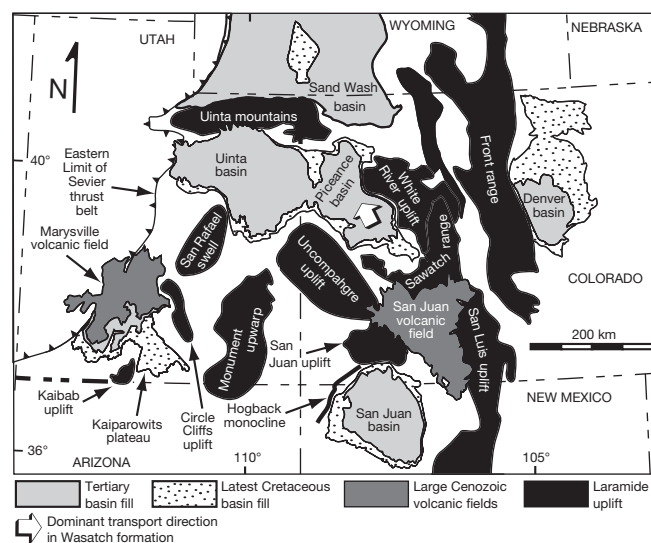 UTAH
WYOMING
NEBRASKA
N
Sand Wash
basin
Uinta mountains
40°
Eastern
Limit of
Sevier
thrust
belt
Uinta
basin
Piceance
basin
White
River uplift
Front range
Denver
basin
Marysville
volcanic field
San Rafael
swell
Uncompahgre
uplift
Sawatch
range
COLORADO
San Juan
volcanic
field
200 km
Monument
upwarp
San
Juan uplift
San Luis uplift
Kaibab
uplift
Kaiparowits
plateau
Circle
Cliffs
uplift
Hogback
monocline
San Juan
basin
NEW MEXICO
36°
ARIZONA
110°
105°
Tertiary
basin fill
Latest Cretaceous
basin fill
Large Cenozoic
volcanic fields
Laramide
uplift
Dominant transport direction
in Wasatch formation